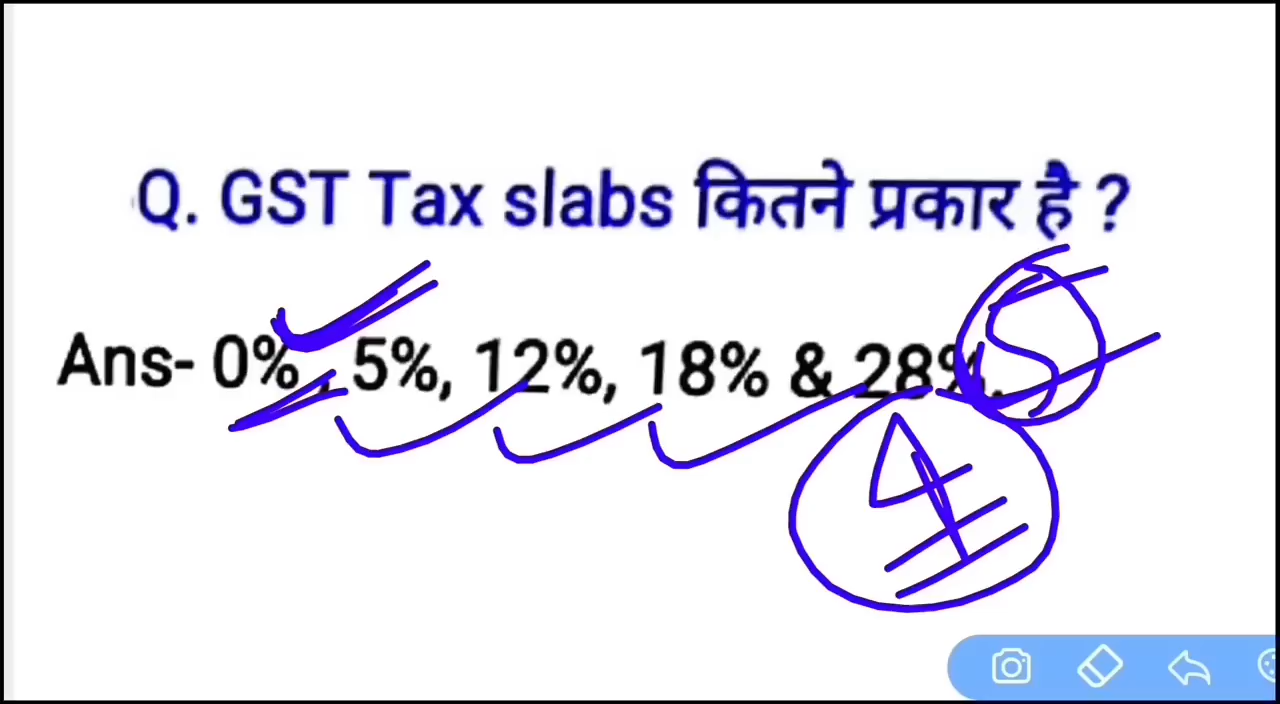 Q. GST Tax slabs कितने प्रकार है ?
5
Ans- 0% , 5%, 12%, 18% & 28%.
4